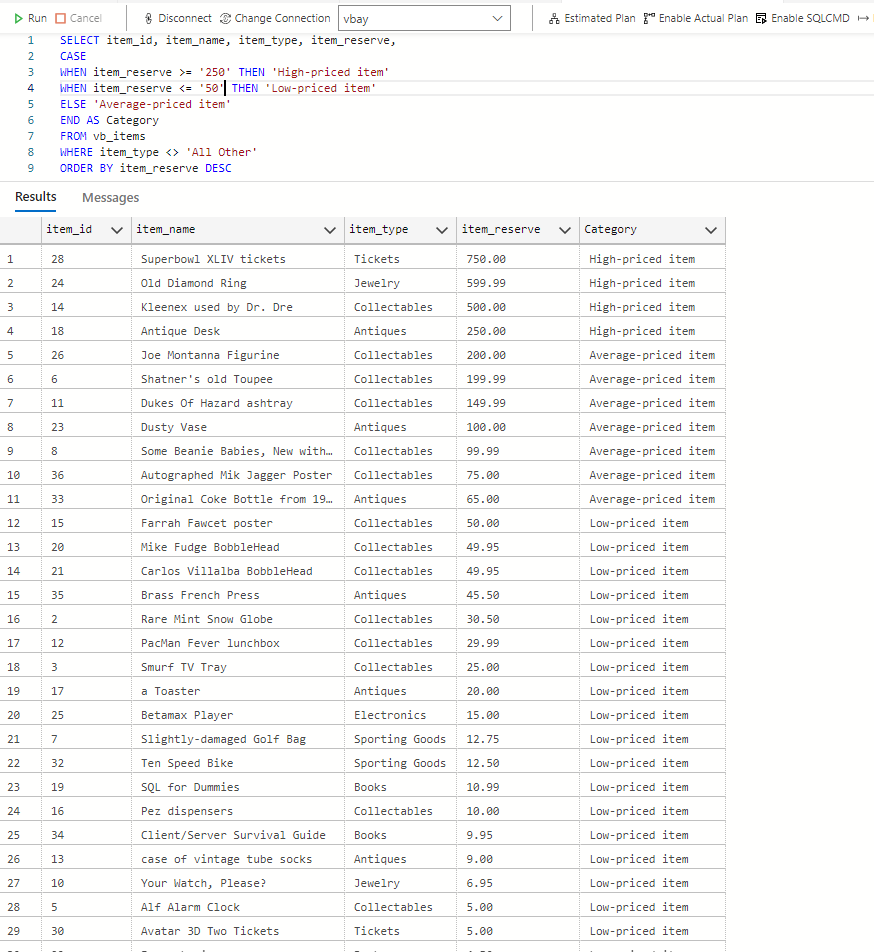 Run Cancel Disconnect Change Connection vbay Estimated Plan Enable Actual Plan Enable SQLCMD
1 SELECT item_id, item_name, item_type, item_reserve,
2 CASE
3 WHEN item_reserve >= '250' THEN 'High-priced item'
4 WHEN item_reserve <= '50' THEN 'Low-priced item'
5 ELSE 'Average-priced item'
6 END AS Category
7 FROM vb_items
8 WHERE item_type <> 'All Other'
9 ORDER BY item_reserve DESC
Results Messages
item_id item_name item_type item_reserve Category
1 28 Superbowl XLIV tickets Tickets 750.00 High-priced item
2 24 Old Diamond Ring Jewelry 599.99 High-priced item
3 14 Kleenex used by Dr. Dre Collectables 500.00 High-priced item
4 18 Antique Desk Antiques 250.00 High-priced item
5 26 Joe Montanna Figurine Collectables 200.00 Average-priced item
6 6 Shatner's old Toupee Collectables 199.99 Average-priced item
7 11 Dukes Of Hazard ashtray Collectables 149.99 Average-priced item
8 23 Dusty Vase Antiques 100.00 Average-priced item
9 8 Some Beanie Babies, New with… Collectables 99.99 Average-priced item
10 36 Autographed Mik Jagger Poster Collectables 75.00 Average-priced item
11 33 Original Coke Bottle from 19… Antiques 65.00 Average-priced item
12 15 Farrah Fawcet poster Collectables 50.00 Low-priced item
13 20 Mike Fudge BobbleHead Collectables 49.95 Low-priced item
14 21 Carlos Villalba BobbleHead Collectables 49.95 Low-priced item
15 35 Brass French Press Antiques 45.50 Low-priced item
16 2 Rare Mint Snow Globe Collectables 30.50 Low-priced item
17 12 PacMan Fever lunchbox Collectables 29.99 Low-priced item
18 3 Smurf TV Tray Collectables 25.00 Low-priced item
19 17 a Toaster Antiques 20.00 Low-priced item
20 25 Betamax Player Electronics 15.00 Low-priced item
21 7 Slightly-damaged Golf Bag Sporting Goods 12.75 Low-priced item
22 32 Ten Speed Bike Sporting Goods 12.50 Low-priced item
23 19 SQL for Dummies Books 10.99 Low-priced item
24 16 Pez dispensers Collectables 10.00 Low-priced item
25 34 Client/Server Survival Guide Books 9.95 Low-priced item
26 13 case of vintage tube socks Antiques 9.00 Low-priced item
27 10 Your Watch, Please? Jewelry 6.95 Low-priced item
28 5 Alf Alarm Clock Collectables 5.00 Low-priced item
29 30 Avatar 3D Two Tickets Tickets 5.00 Low-priced item